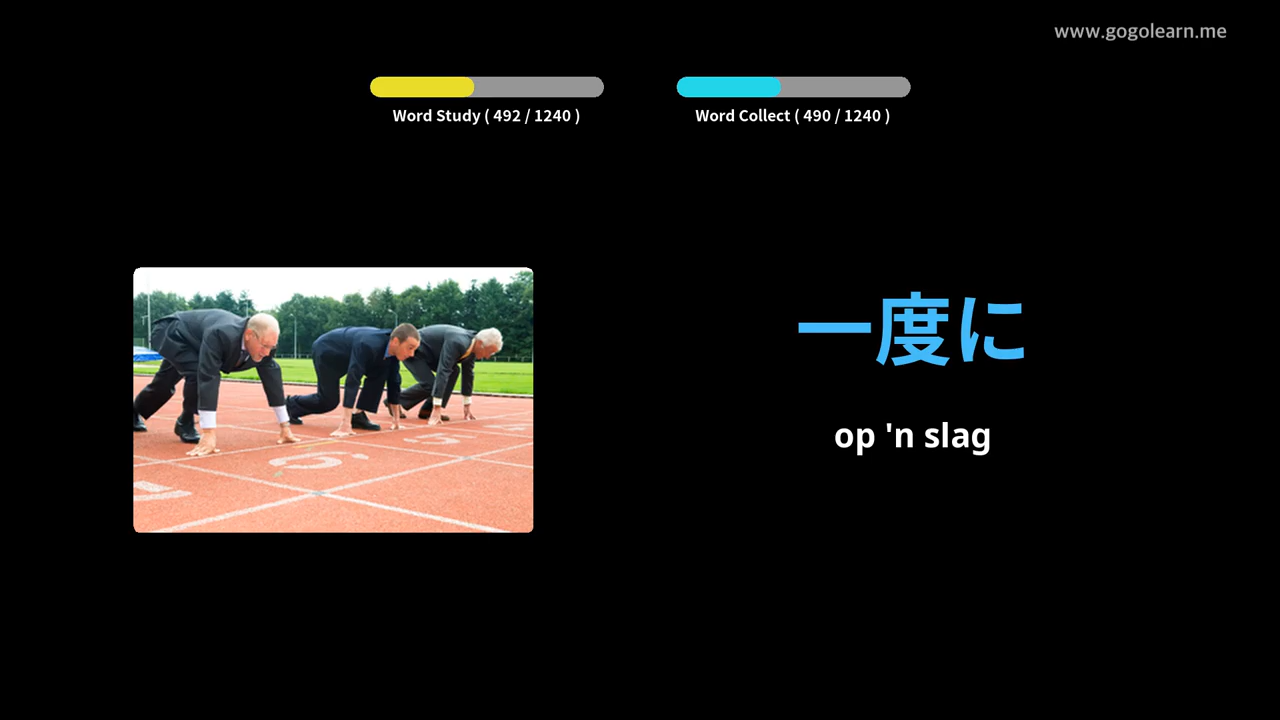 www.gogolearn.me
Word Study ( 492 / 1240 )
Word Collect ( 490 / 1240 )
一度に
op 'n slag